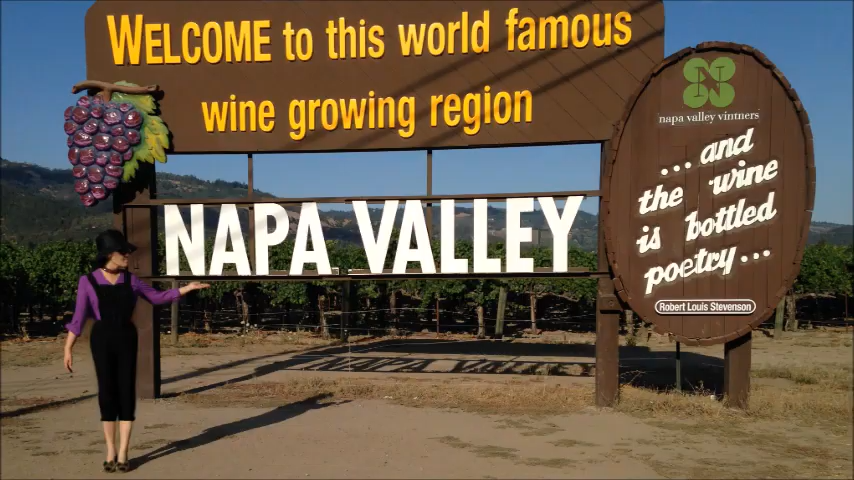 WELCOME to this world famous
wine growing region
NAPA VALLEY
napa valley vintners
...and
the wine
is bottled
poetry...
Robert Louis Stevenson